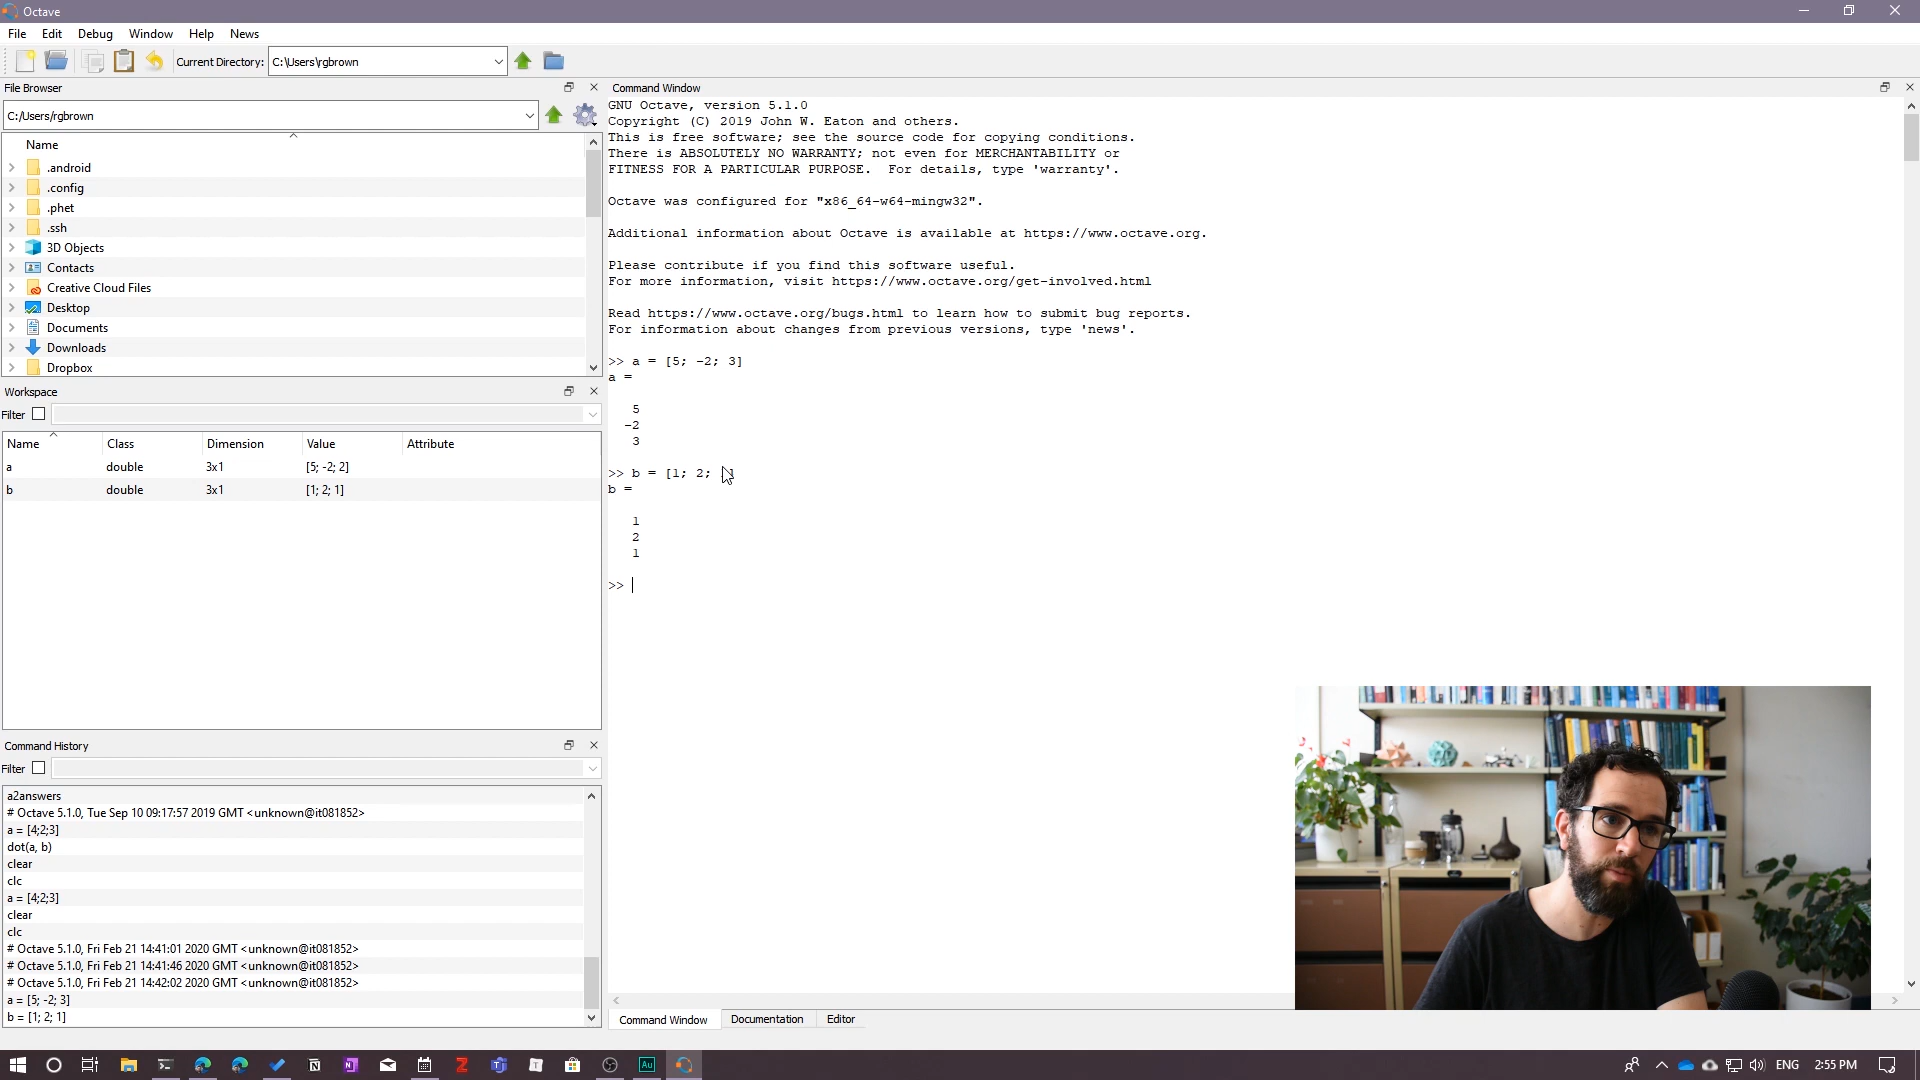 Octave
File Edit Debug Window Help News
Current Directory: C:\Users\rgbrown
File Browser
C:/Users/rgbrown
Name
.android
.config
.phet
.ssh
3D Objects
Contacts
Creative Cloud Files
Desktop
Documents
Downloads
Dropbox
Workspace
Filter
Name Class Dimension Value Attribute
a double 3x1 [5; -2; 2]
b double 3x1 [1; 2; 1]
Command History
Filter
a2answers
# Octave 5.1.0, Tue Sep 10 09:17:57 2019 GMT <unknown@it081852>
a = [4;2;3]
dot(a, b)
clear
clc
a = [4;2;3]
clear
clc
# Octave 5.1.0, Fri Feb 21 14:41:01 2020 GMT <unknown@it081852>
# Octave 5.1.0, Fri Feb 21 14:41:46 2020 GMT <unknown@it081852>
# Octave 5.1.0, Fri Feb 21 14:42:02 2020 GMT <unknown@it081852>
a = [5; -2; 3]
b = [1; 2; 1]
Command Window
GNU Octave, version 5.1.0
Copyright (C) 2019 John W. Eaton and others.
This is free software; see the source code for copying conditions.
There is ABSOLUTELY NO WARRANTY; not even for MERCHANTABILITY or
FITNESS FOR A PARTICULAR PURPOSE.  For details, type 'warranty'.
Octave was configured for "x86_64-w64-mingw32".
Additional information about Octave is available at https://www.octave.org.
Please contribute if you find this software useful.
For more information, visit https://www.octave.org/get-involved.html
Read https://www.octave.org/bugs.html to learn how to submit bug reports.
For information about changes from previous versions, type 'news'.
>> a = [5; -2; 3]
a =
5
-2
3
>> b = [1; 2; ]
b =
1
2
1
>>
Command Window Documentation Editor
ENG 2:55 PM